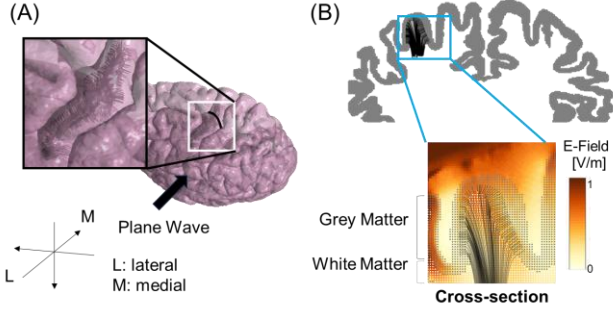 (A)
M
L
Plane Wave
L: lateral
M: medial
(B)
E-Field
[V/m]
1
0
Grey Matter
White Matter
Cross-section